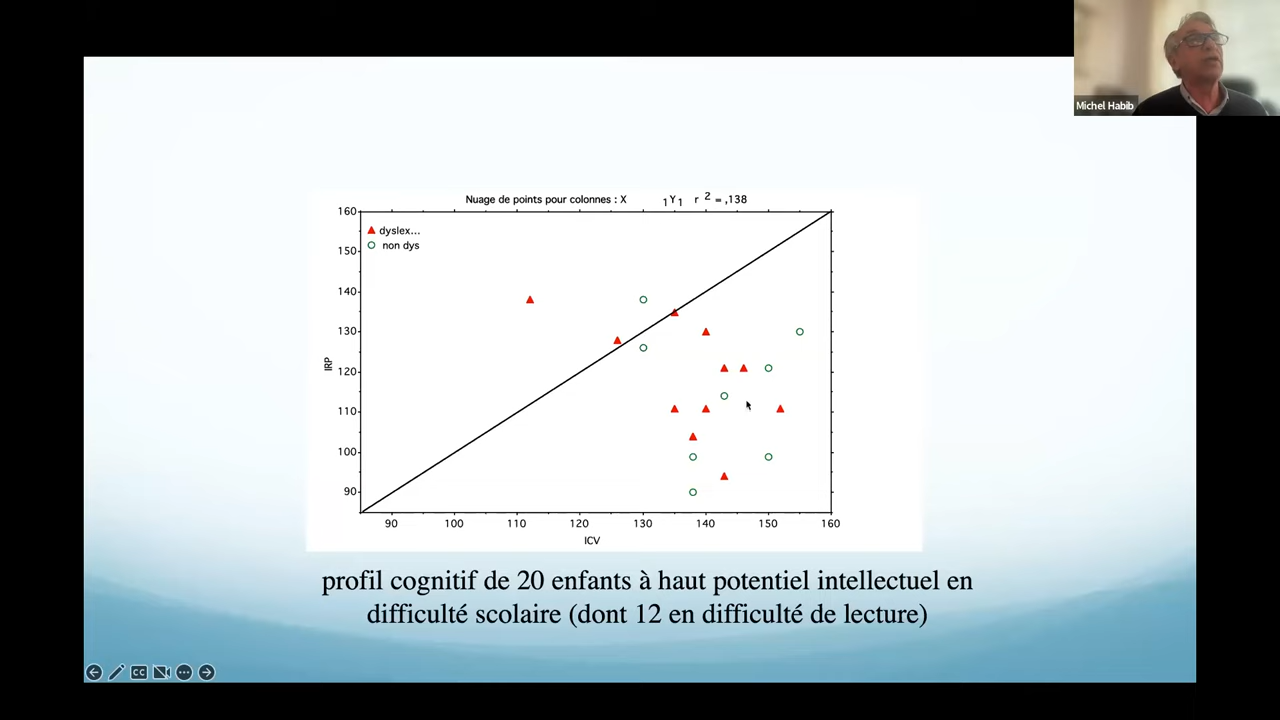 Michel Habib
Nuage de points pour colonnes : X 1Y1 r 2 = ,138
160
150
140
130
120
110
100
90
dyslex...
non dys
IRP
90 100 110 120 130 140 150 160
ICV
profil cognitif de 20 enfants à haut potentiel intellectuel en
difficulté scolaire (dont 12 en difficulté de lecture)
CC